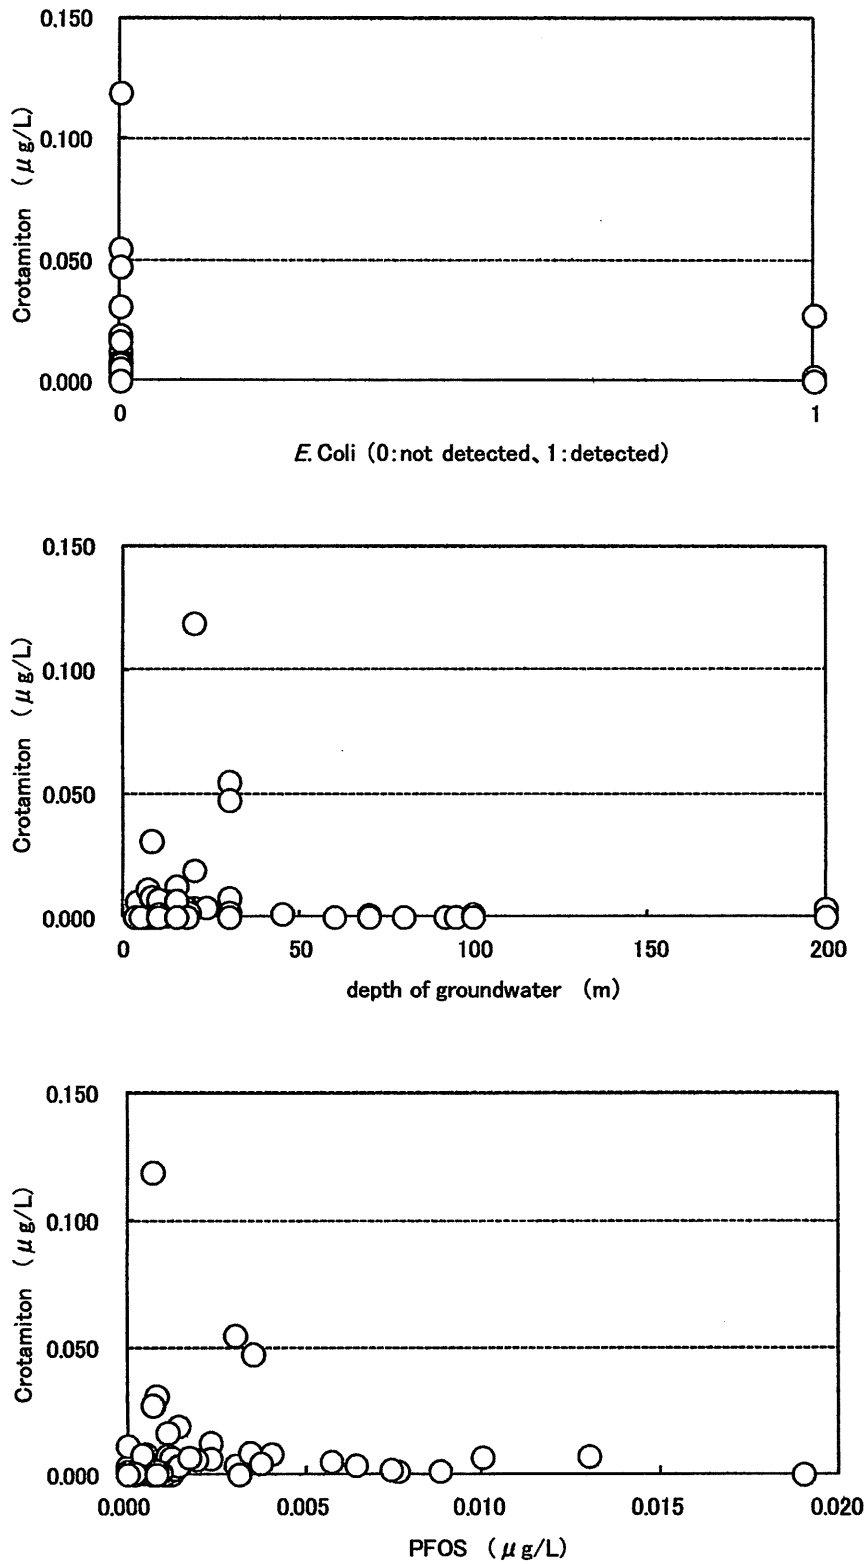 0.150
0.100
0.050
0.000
Crotamiton (μg/L)
0 1
E. Coli (0:not detected、1:detected)
0.150
0.100
0.050
0.000
Crotamiton (μg/L)
0 50 100 150 200
depth of groundwater (m)
0.150
0.100
0.050
0.000
Crotamiton (μg/L)
0.000 0.005 0.010 0.015 0.020
PFOS (μg/L)